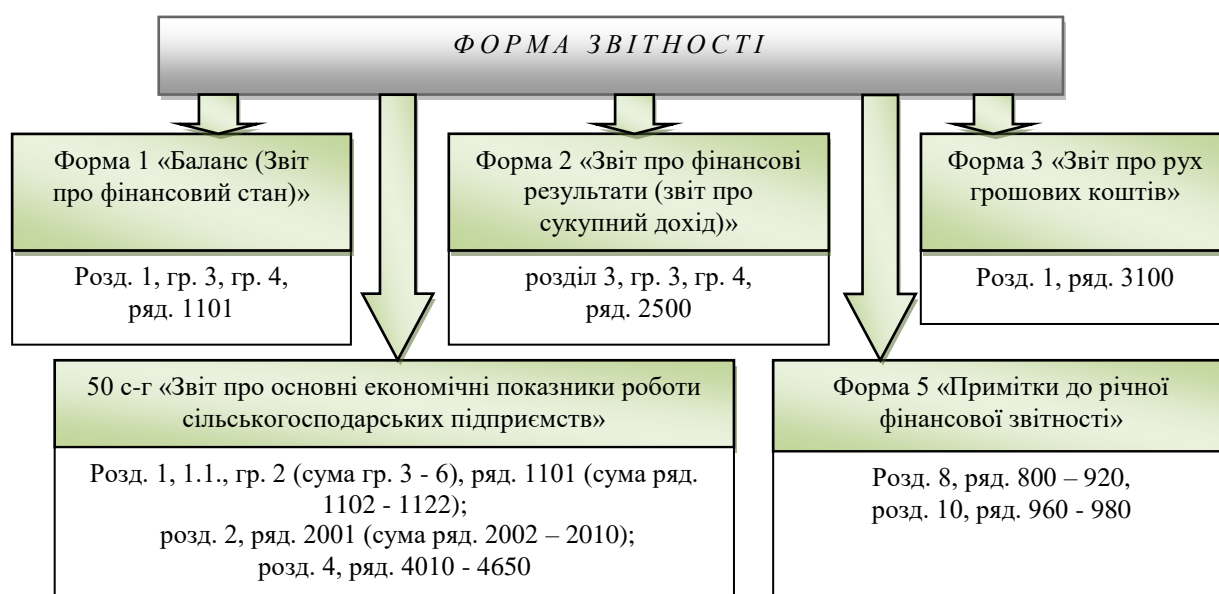 ФОРМА ЗВІТНОСТІ
Форма 1 «Баланс (Звіт
про фінансовий стан)»
Розд. 1, гр. 3, гр. 4,
ряд. 1101
Форма 2 «Звіт про фінансові
результати (звіт про
сукупний дохід)»
розділ 3, гр. 3, гр. 4,
ряд. 2500
Форма 3 «Звіт про рух
грошових коштів»
Розд. 1, ряд. 3100
50 с-г «Звіт про основні економічні показники роботи
сільськогосподарських підприємств»
Розд. 1, 1.1., гр. 2 (сума гр. 3 - 6), ряд. 1101 (сума ряд.
1102 - 1122);
розд. 2, ряд. 2001 (сума ряд. 2002 – 2010);
розд. 4, ряд. 4010 - 4650
Форма 5 «Примітки до річної
фінансової звітності»
Розд. 8, ряд. 800 – 920,
розд. 10, ряд. 960 - 980